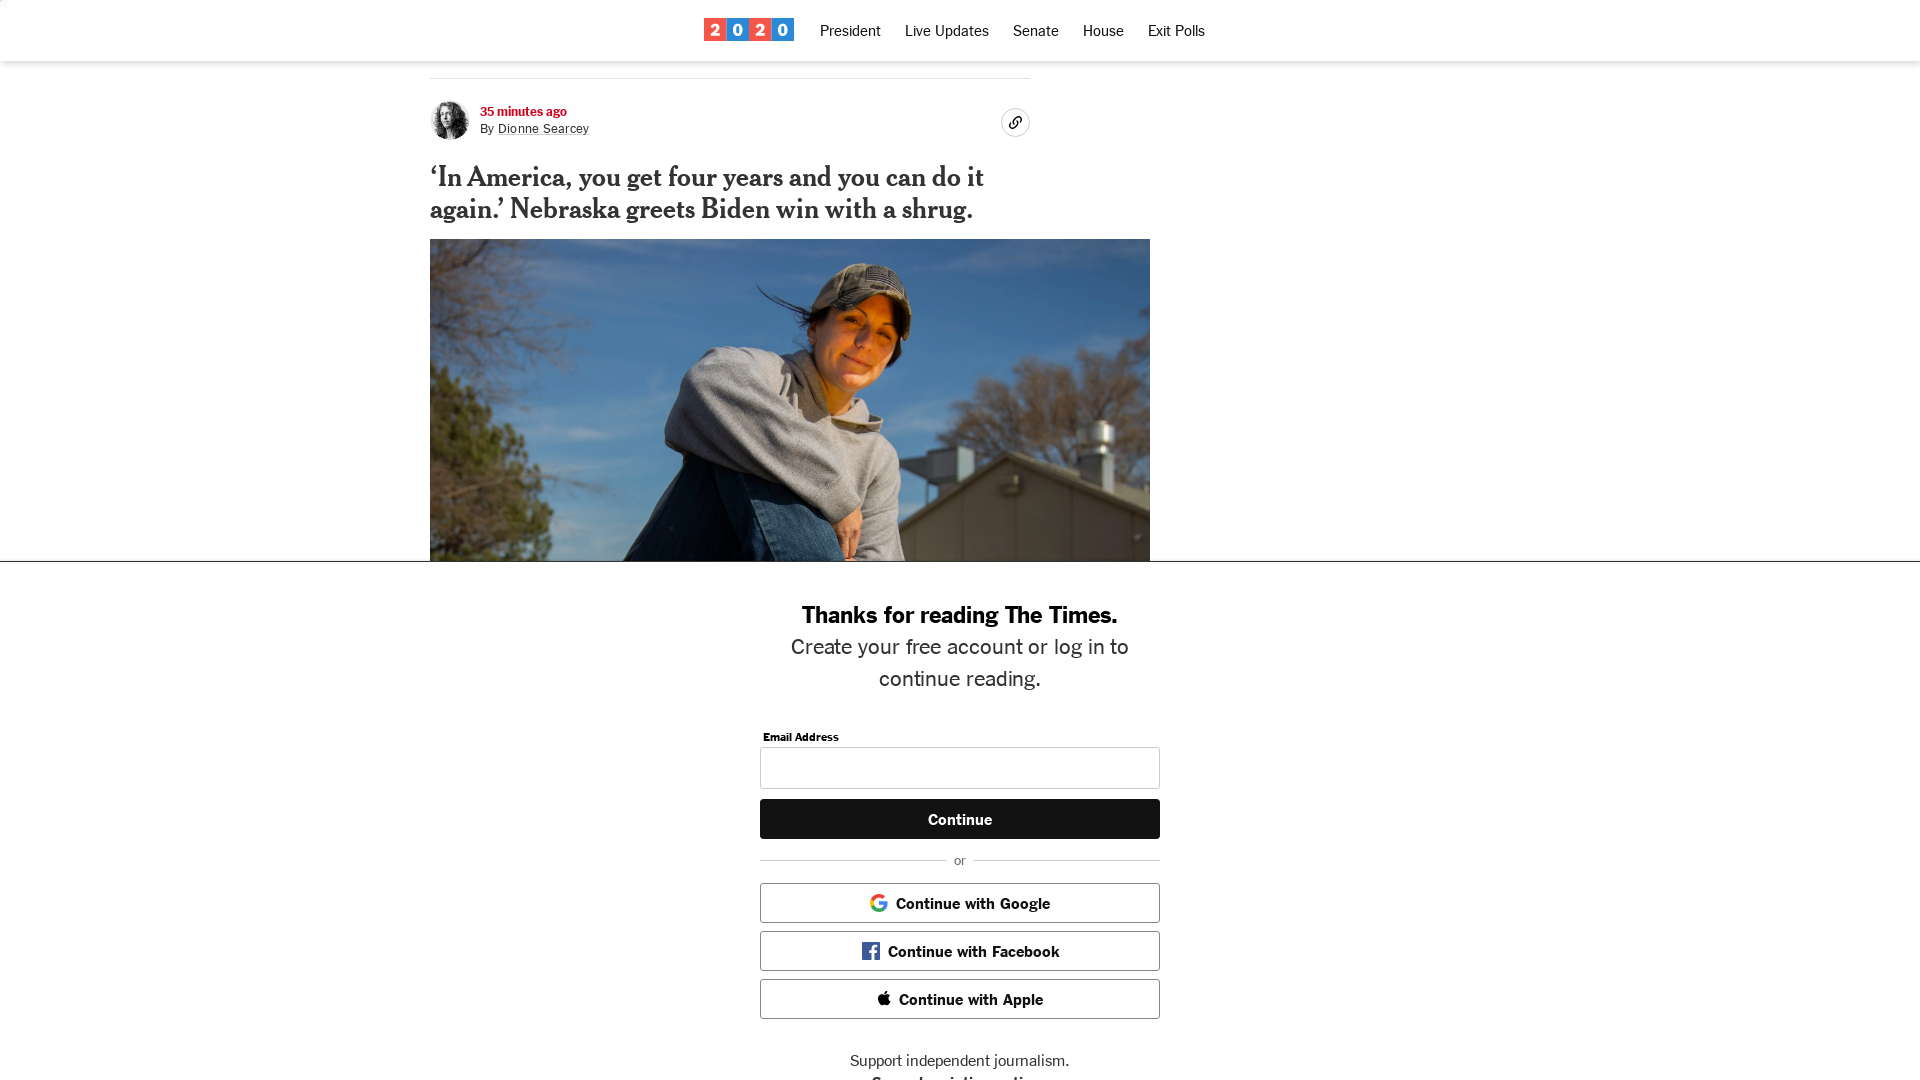 2020 President Live Updates Senate House Exit Polls
35 minutes ago
By Dionne Searcey
‘In America, you get four years and you can do it
again.’ Nebraska greets Biden win with a shrug.
Thanks for reading The Times.
Create your free account or log in to
continue reading.
Email Address
Continue
or
Continue with Google
Continue with Facebook
Continue with Apple
Support independent journalism.